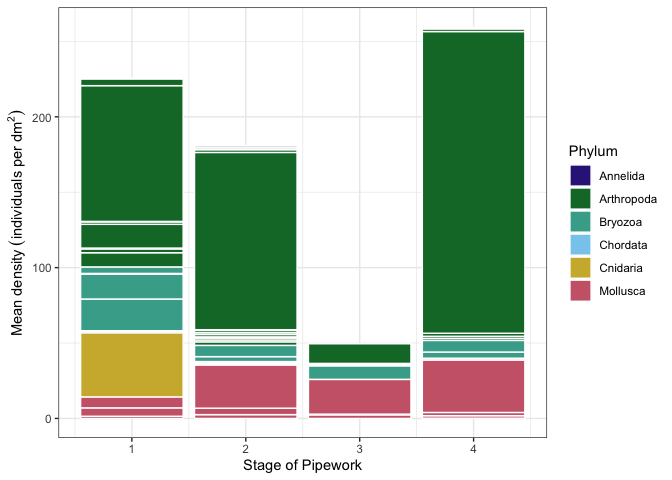 Mean density (individuals per dm²)
200
100
0
1 2 3 4
Stage of Pipework
Phylum
Annelida
Arthropoda
Bryozoa
Chordata
Cnidaria
Mollusca